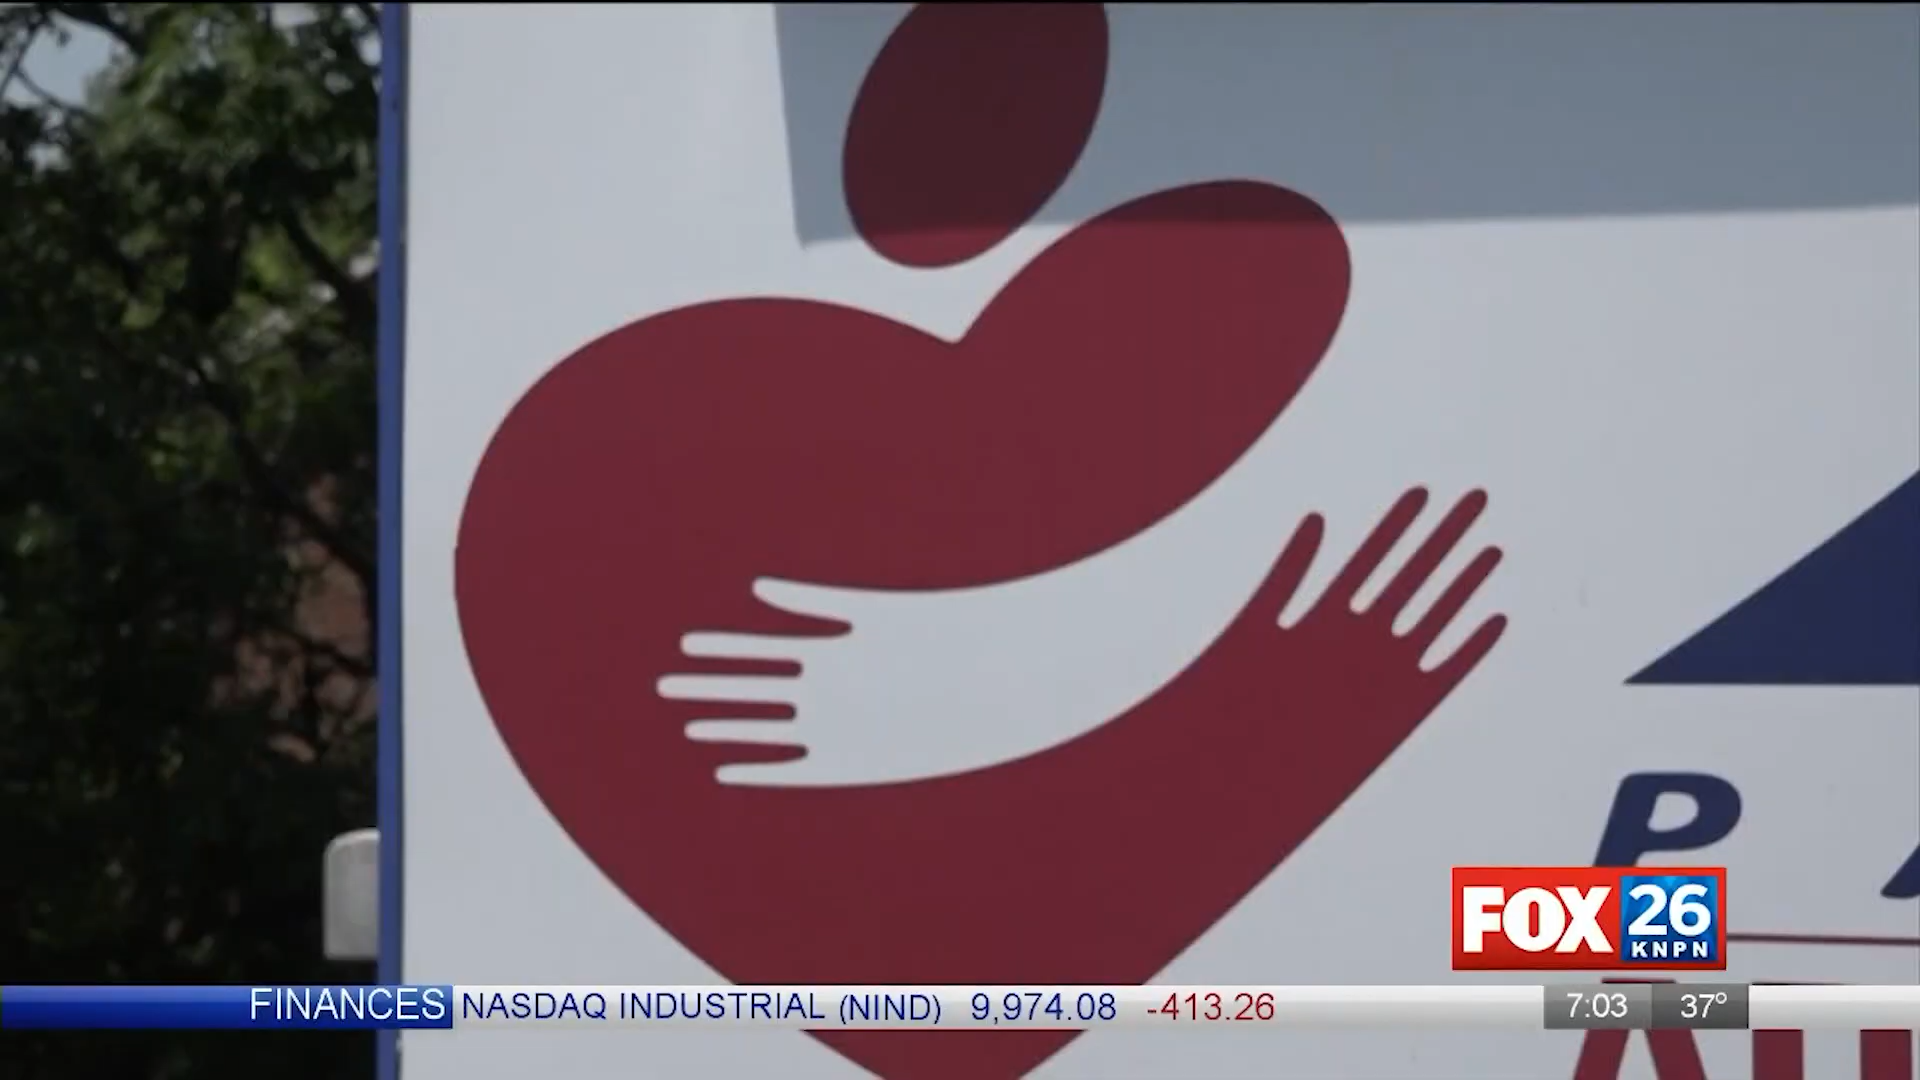 P
FOX 26
KNPN
FINANCES NASDAQ INDUSTRIAL (NIND) 9,974.08 -413.26 7:03 37°